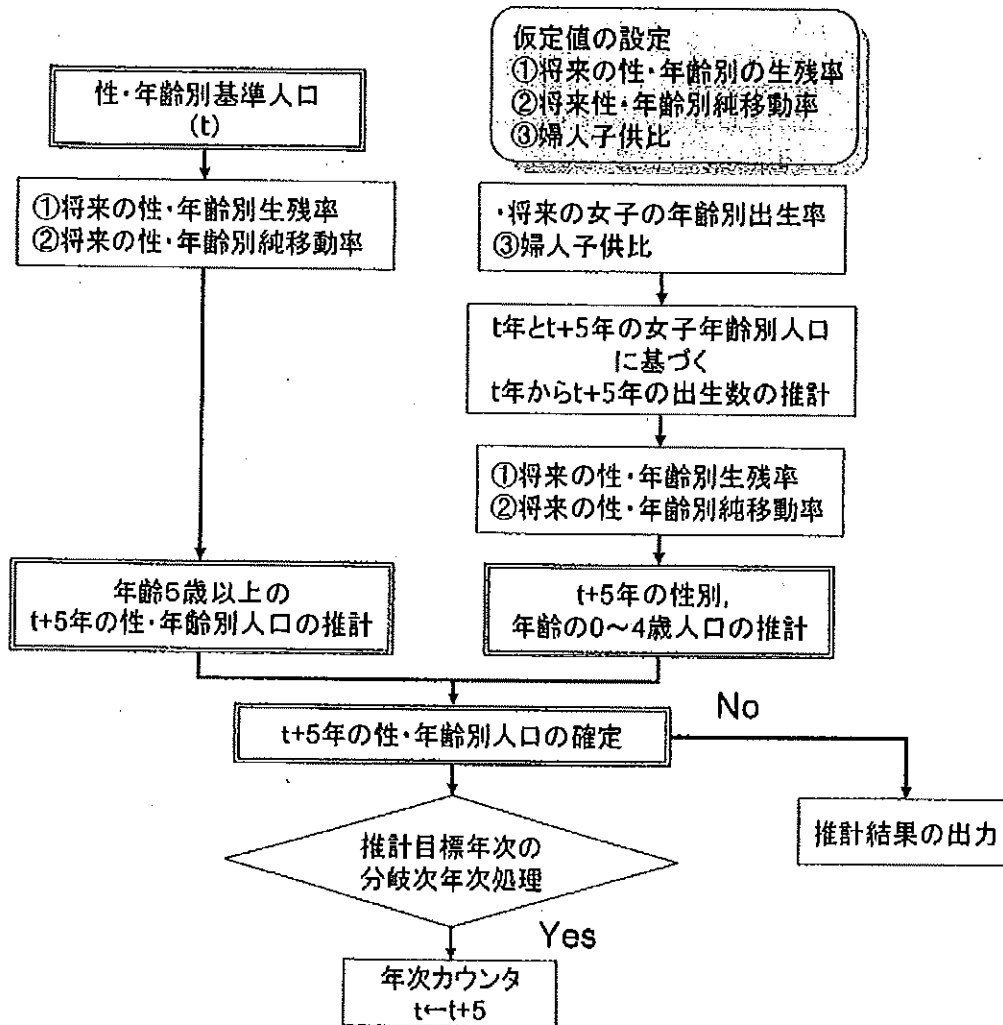 仮定値の設定
①将来の性・年齢別の生残率
②将来性・年齢別純移動率
③婦人子供比
性・年齢別基準人口
(t)
①将来の性・年齢別生残率
②将来の性・年齢別純移動率
・将来の女子の年齢別出生率
③婦人子供比
t年とt+5年の女子年齢別人口
に基づく
t年からt+5年の出生数の推計
①将来の性・年齢別生残率
②将来の性・年齢別純移動率
年齢5歳以上の
t+5年の性・年齢別人口の推計
t+5年の性別,
年齢の0～4歳人口の推計
t+5年の性・年齢別人口の確定
No
推計結果の出力
推計目標年次の
分岐次年次処理
Yes
年次カウンタ
t←t+5